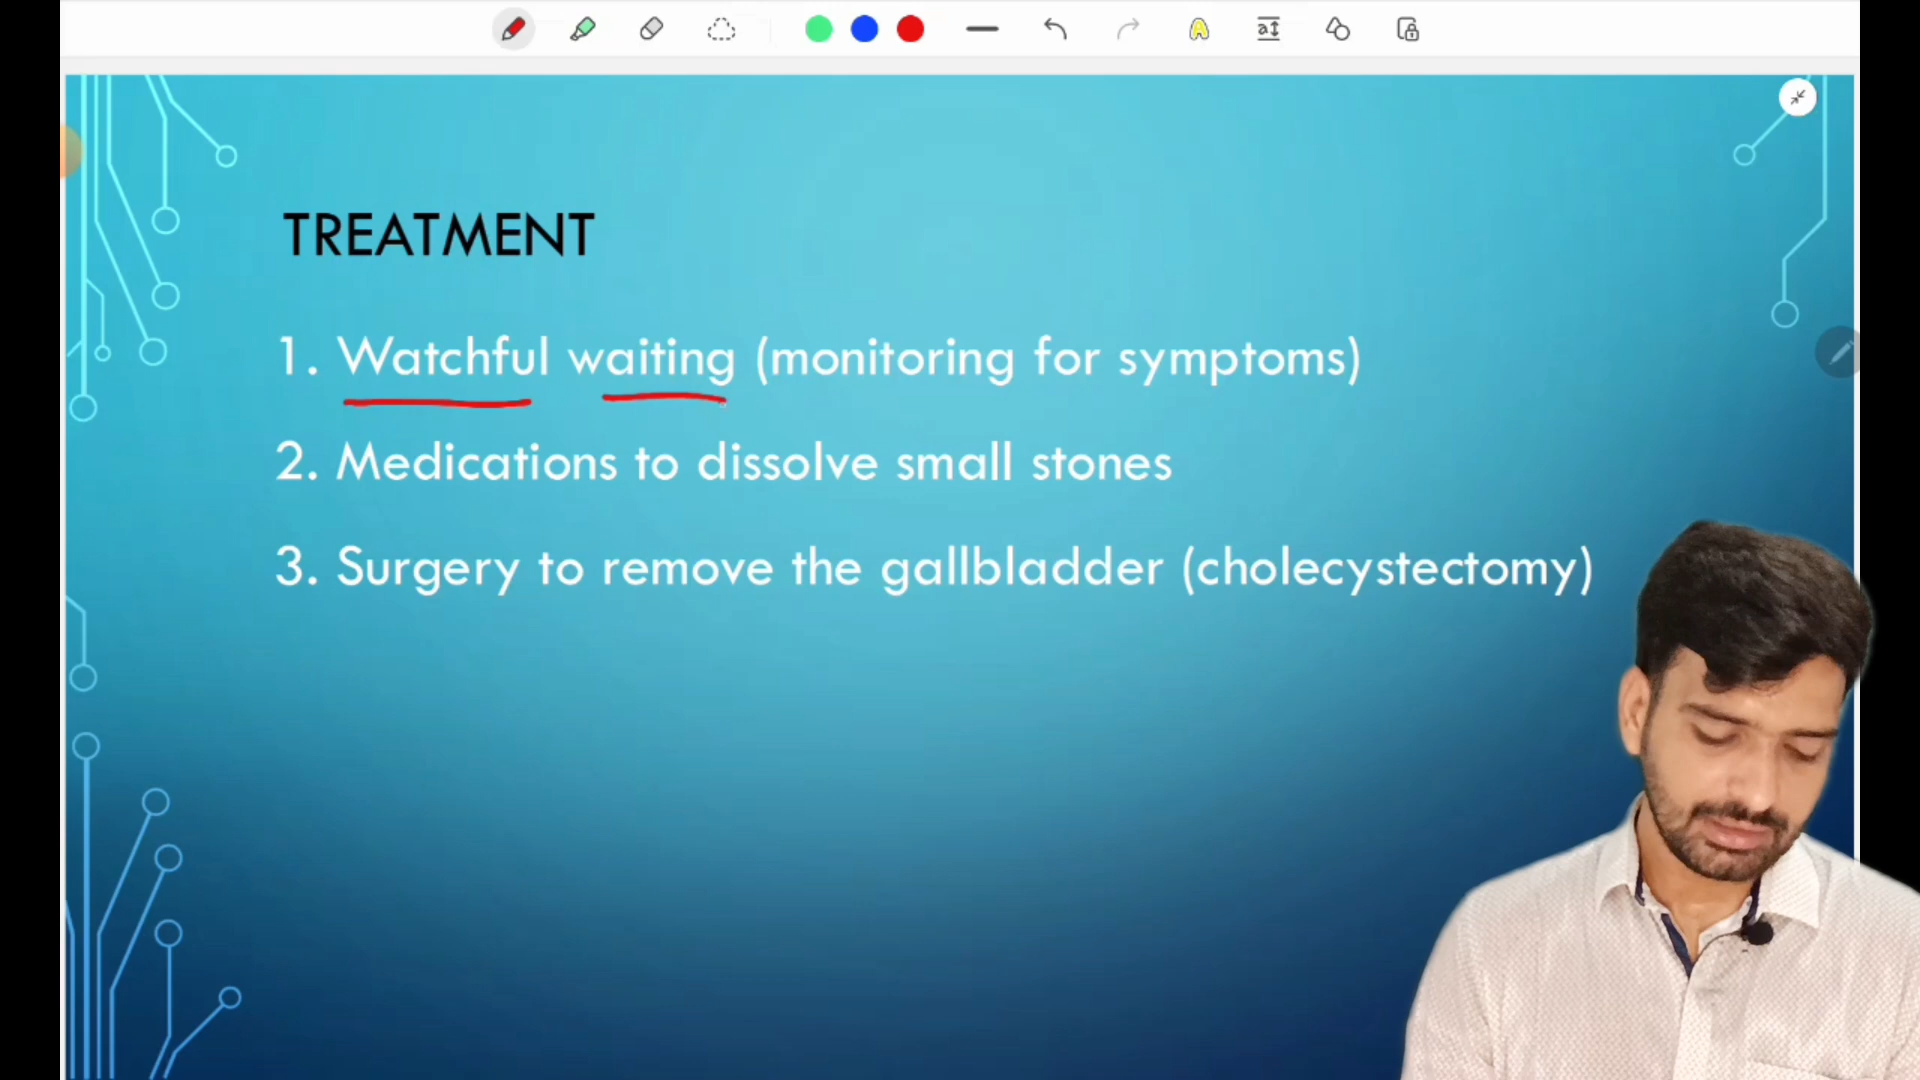 TREATMENT
1. Watchful waiting (monitoring for symptoms)
2. Medications to dissolve small stones
3. Surgery to remove the gallbladder (cholecystectomy)